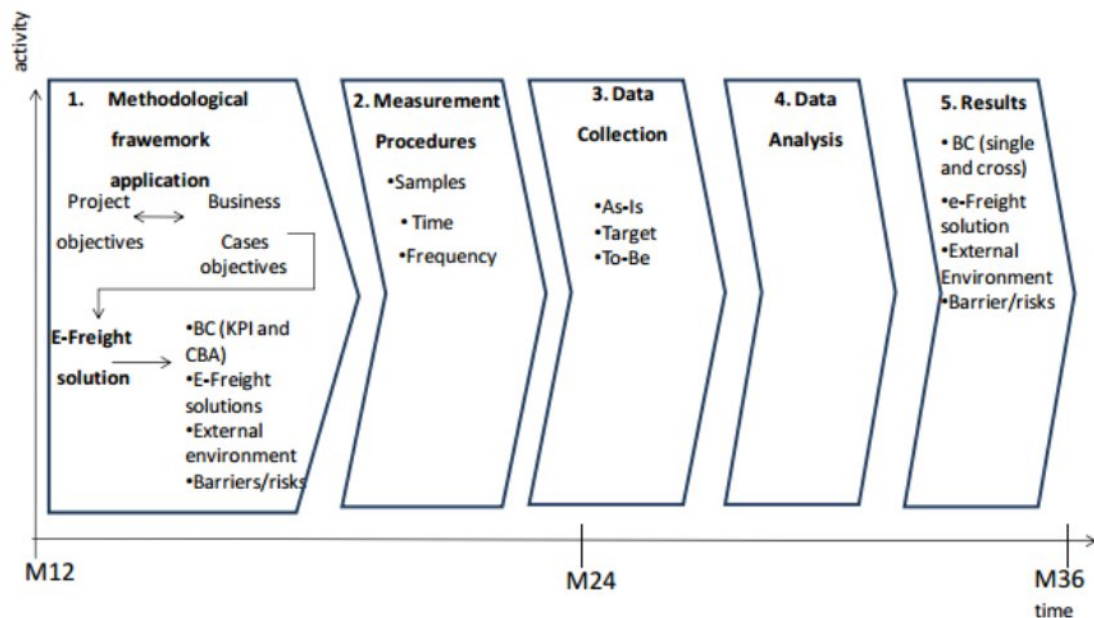 activity
1. Methodological
frawemork
application
Project
objectives
Business
Cases
objectives
E-Freight
solution
•BC (KPI and
CBA)
•E-Freight
solutions
•External
environment
•Barriers/risks
2. Measurement
Procedures
•Samples
•Time
•Frequency
3. Data
Collection
•As-Is
•Target
•To-Be
4. Data
Analysis
5. Results
• BC (single
and cross)
•e-Freight
solution
•External
Environment
•Barrier/risks
M12
M24
M36
time